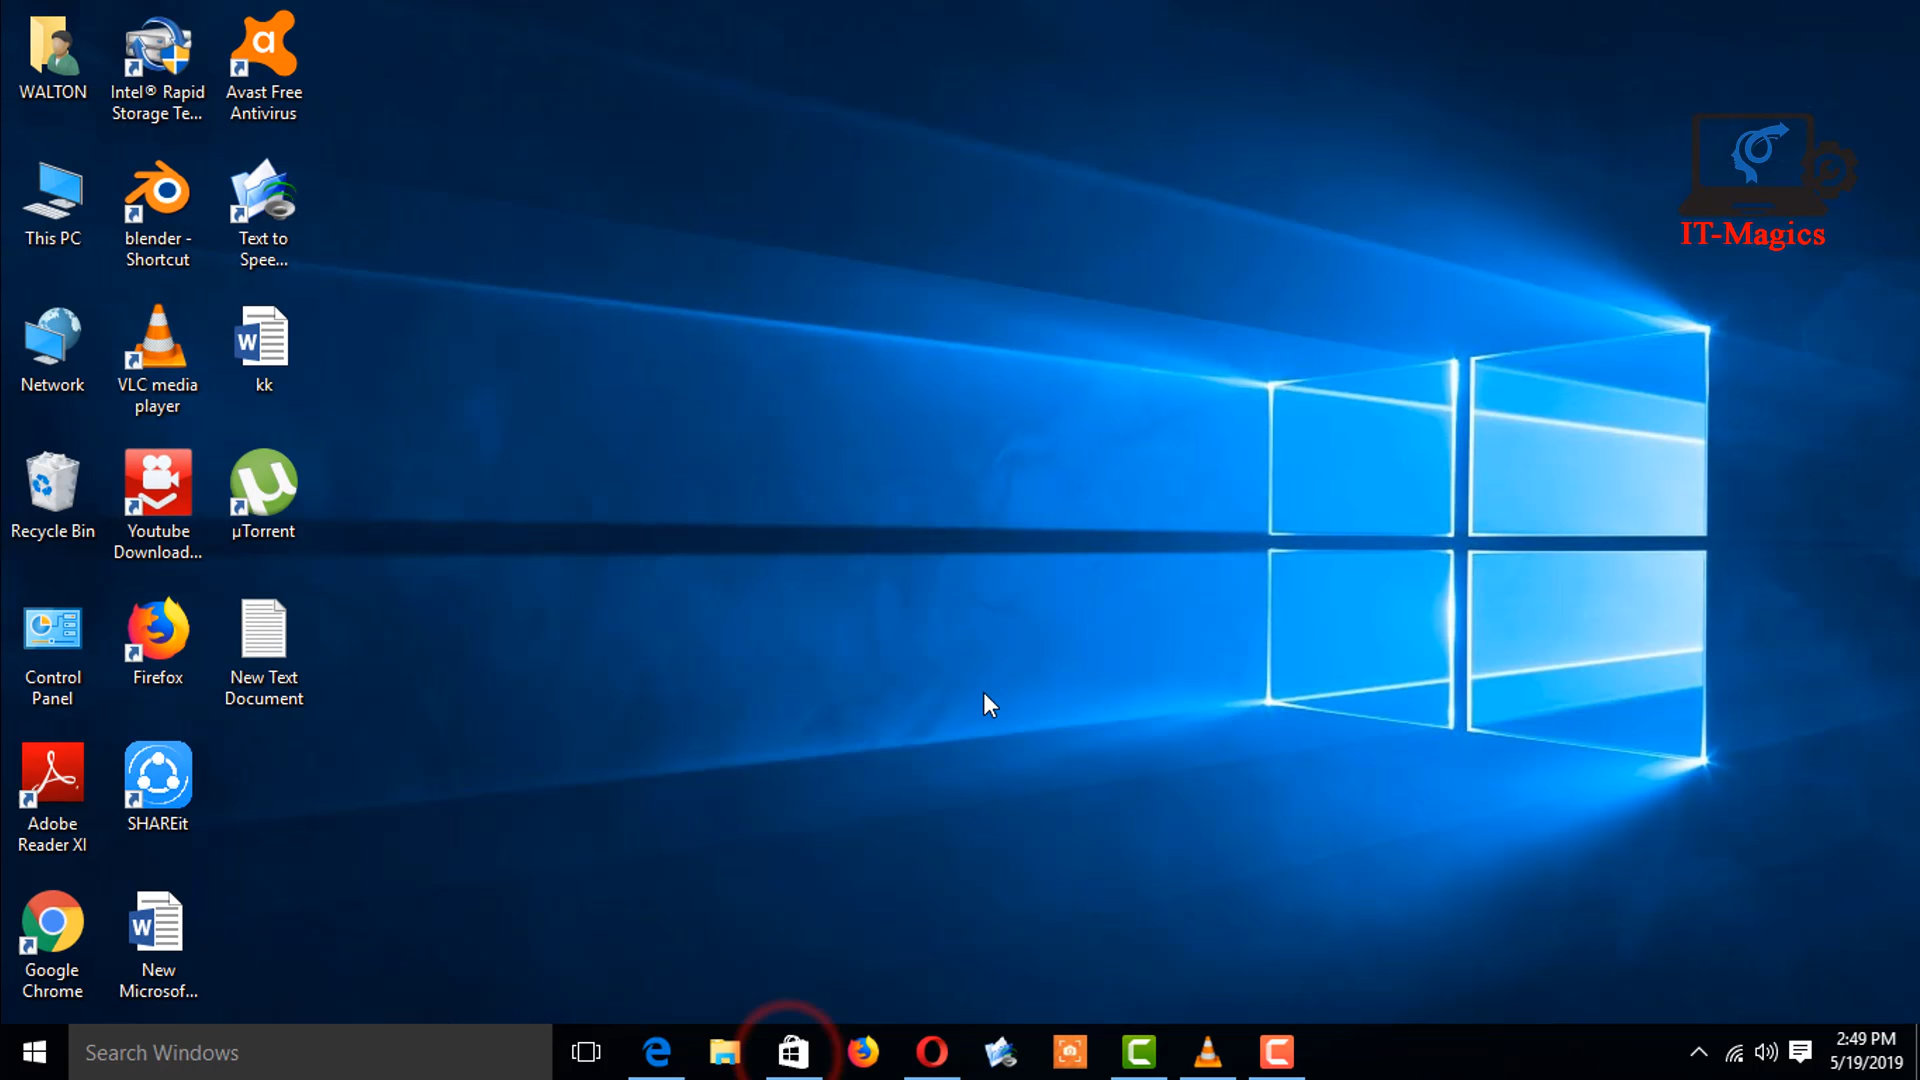 WALTON
Intel® Rapid
Storage Te...
Avast Free
Antivirus
This PC
blender -
Shortcut
Text to
Spee...
Network
VLC media
player
kk
Recycle Bin
Youtube
Download...
µTorrent
Control
Panel
Firefox
New Text
Document
Adobe
Reader XI
SHAREit
Google
Chrome
New
Microsof...
IT-Magics
Search Windows
2:49 PM
5/19/2019